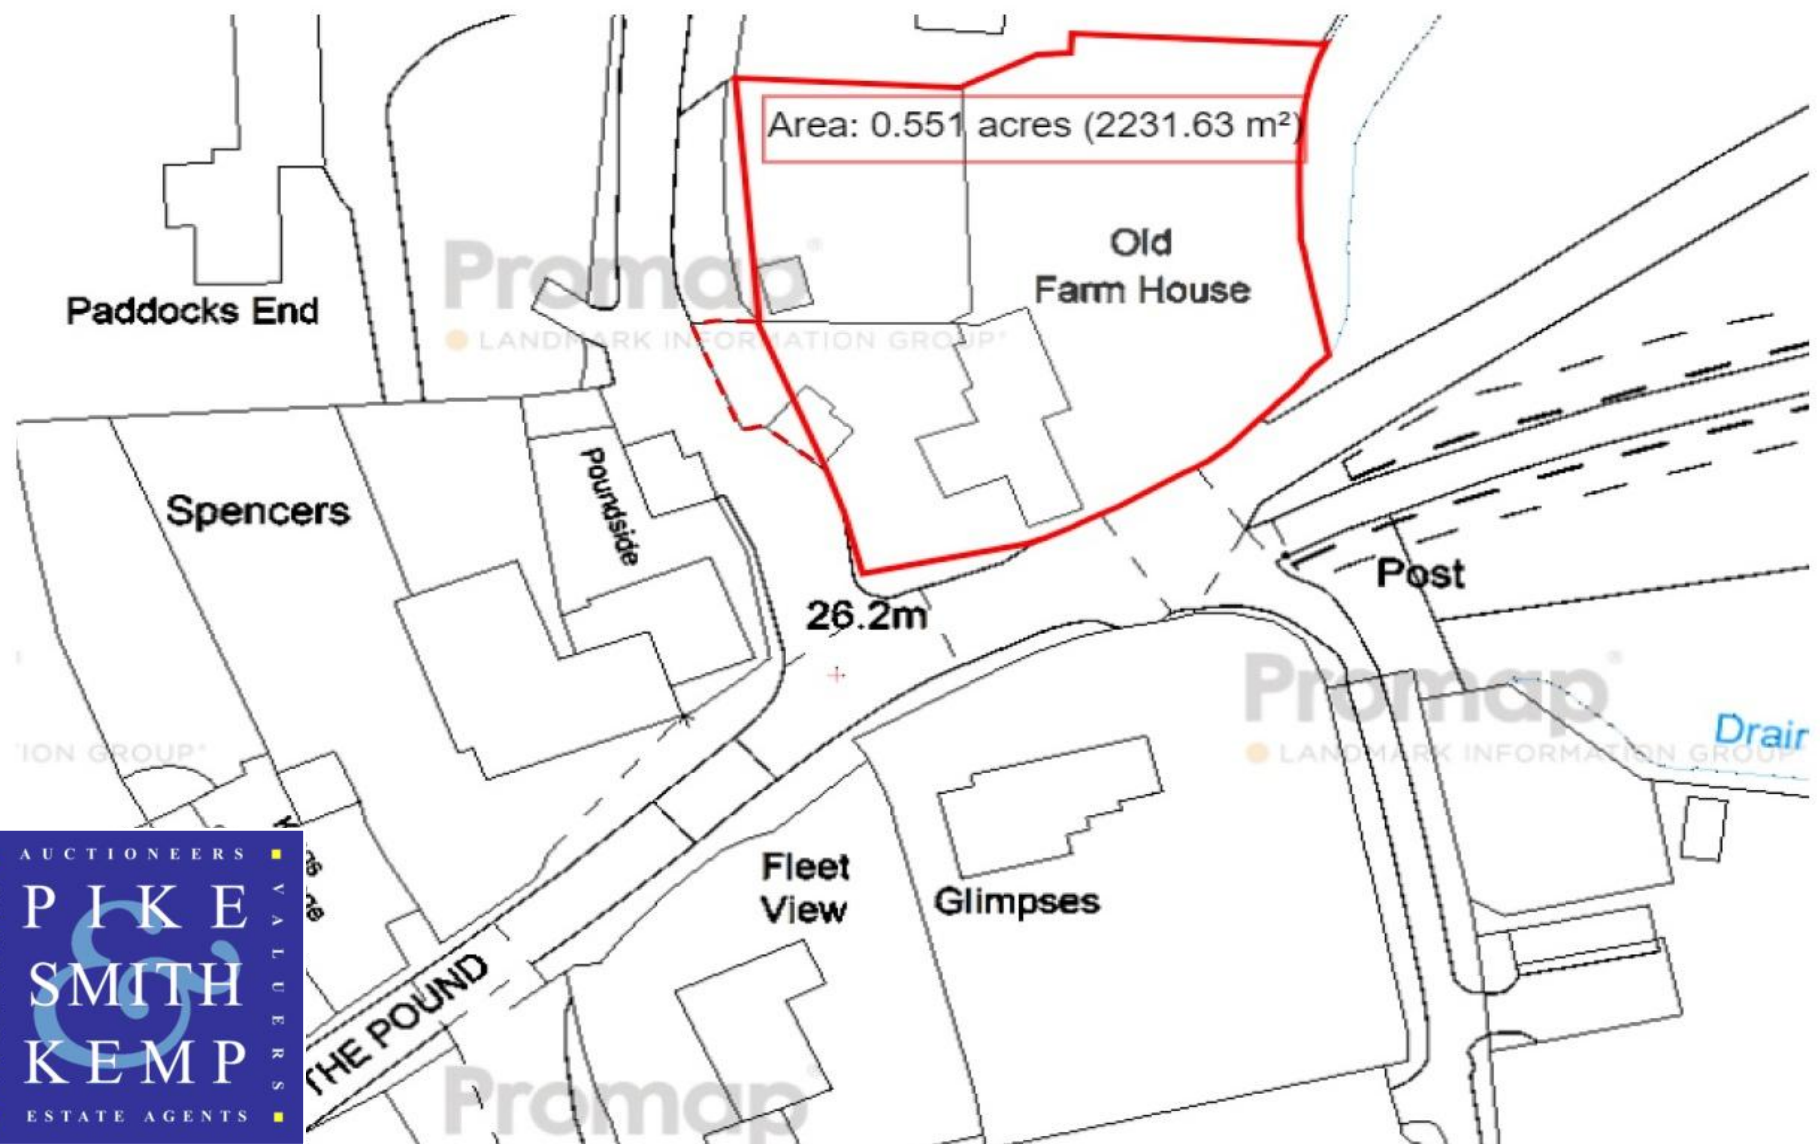 Area: 0.551 acres (2231.63 m²)
Old
Farm House
Promap
LANDMARK INFORMATION GROUP®
Paddocks End
Spencers
Poundside
26.2m
Post
Promap
LANDMARK INFORMATION GROUP
Drain
ION GROUP®
Fleet
View
Glimpses
THE POUND
Promap
AUCTIONEERS
VALUERS
PIKE
&
SMITH
KEMP
ESTATE AGENTS